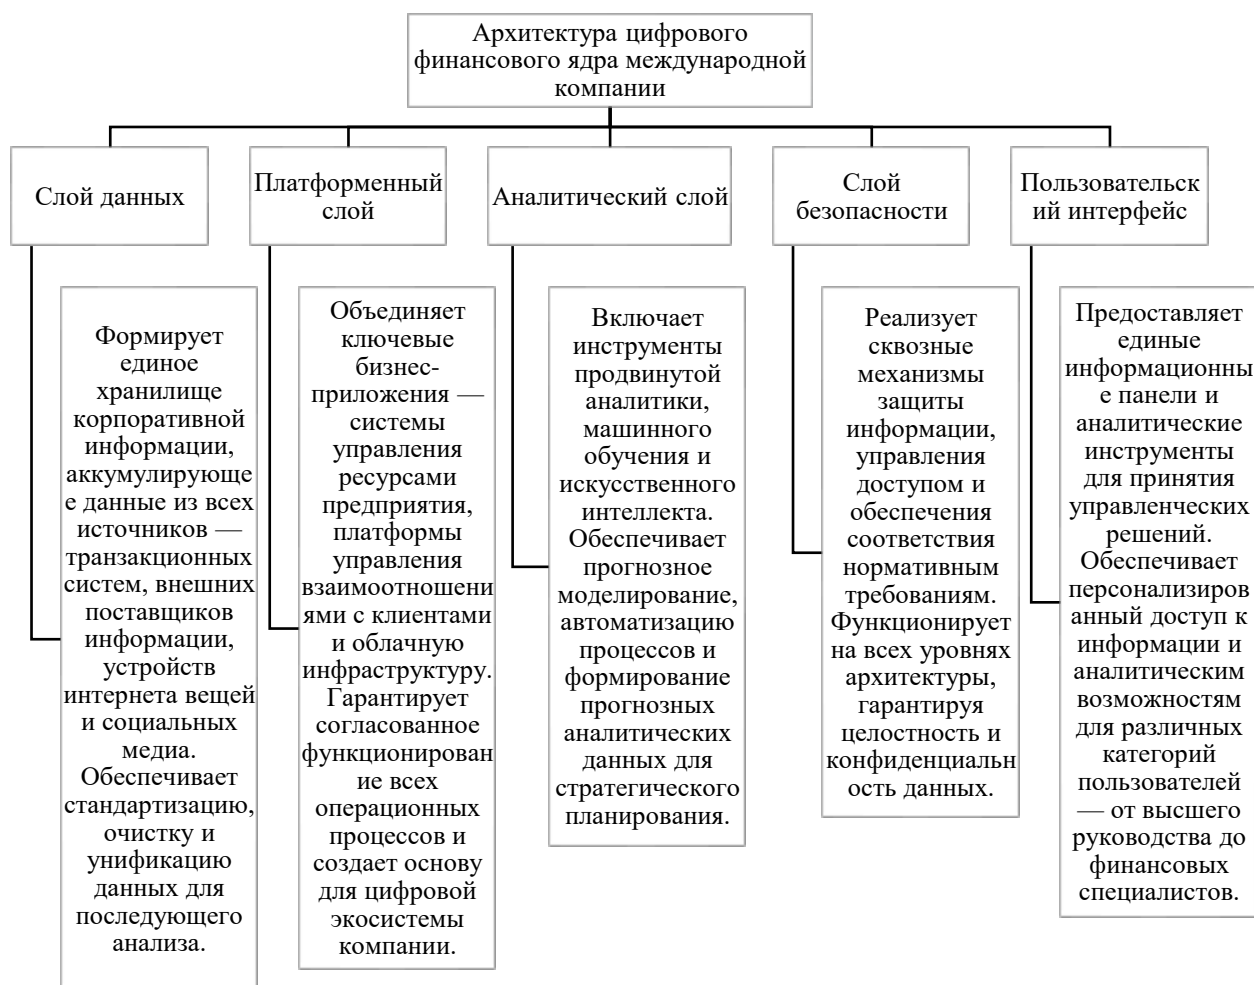 Архитектура цифрового
финансового ядра международной
компании
Слой данных
Формирует
единое
хранилище
корпоративной
информации,
аккумулирующе
е данные из всех
источников —
транзакционных
систем, внешних
поставщиков
информации,
устройств
интернета вещей
и социальных
медиа.
Обеспечивает
стандартизацию,
очистку и
унификацию
данных для
последующего
анализа.
Платформенный
слой
Объединяет
ключевые
бизнес-
приложения —
системы
управления
ресурсами
предприятия,
платформы
управления
взаимоотношени
ями с клиентами
и облачную
инфраструктуру.
Гарантирует
согласованное
функционирован
ие всех
операционных
процессов и
создает основу
для цифровой
экосистемы
компании.
Аналитический слой
Включает
инструменты
продвинутой
аналитики,
машинного
обучения и
искусственного
интеллекта.
Обеспечивает
прогнозное
моделирование,
автоматизацию
процессов и
формирование
прогнозных
аналитических
данных для
стратегического
планирования.
Слой
безопасности
Реализует
сквозные
механизмы
защиты
информации,
управления
доступом и
обеспечения
соответствия
нормативным
требованиям.
Функционирует
на всех уровнях
архитектуры,
гарантируя
целостность и
конфиденциальн
ость данных.
Пользовательск
ий интерфейс
Предоставляет
единые
информационны
е панели и
аналитические
инструменты
для принятия
управленческих
решений.
Обеспечивает
персонализиров
анный доступ к
информации и
аналитическим
возможностям
для различных
категорий
пользователей
— от высшего
руководства до
финансовых
специалистов.